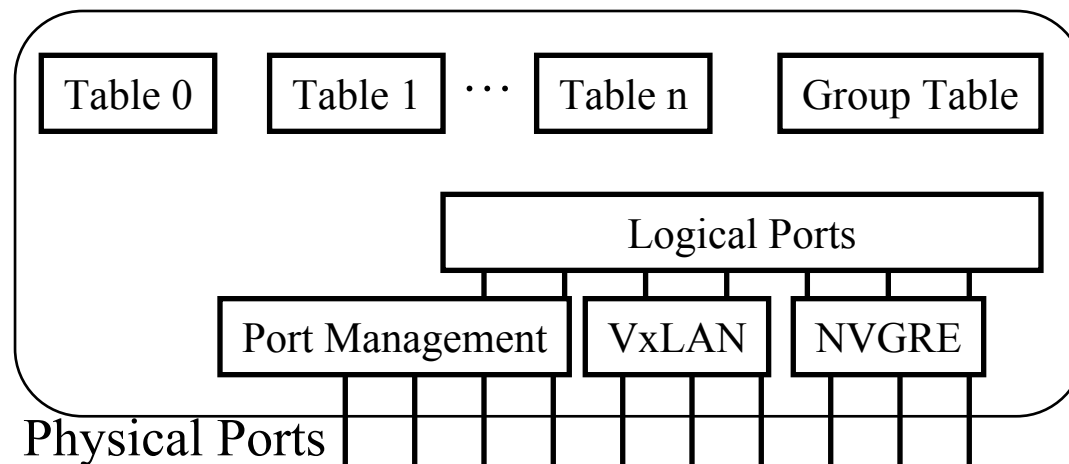 Table 0 Table 1 ... Table n Group Table
Logical Ports
Port Management VxLAN NVGRE
Physical Ports